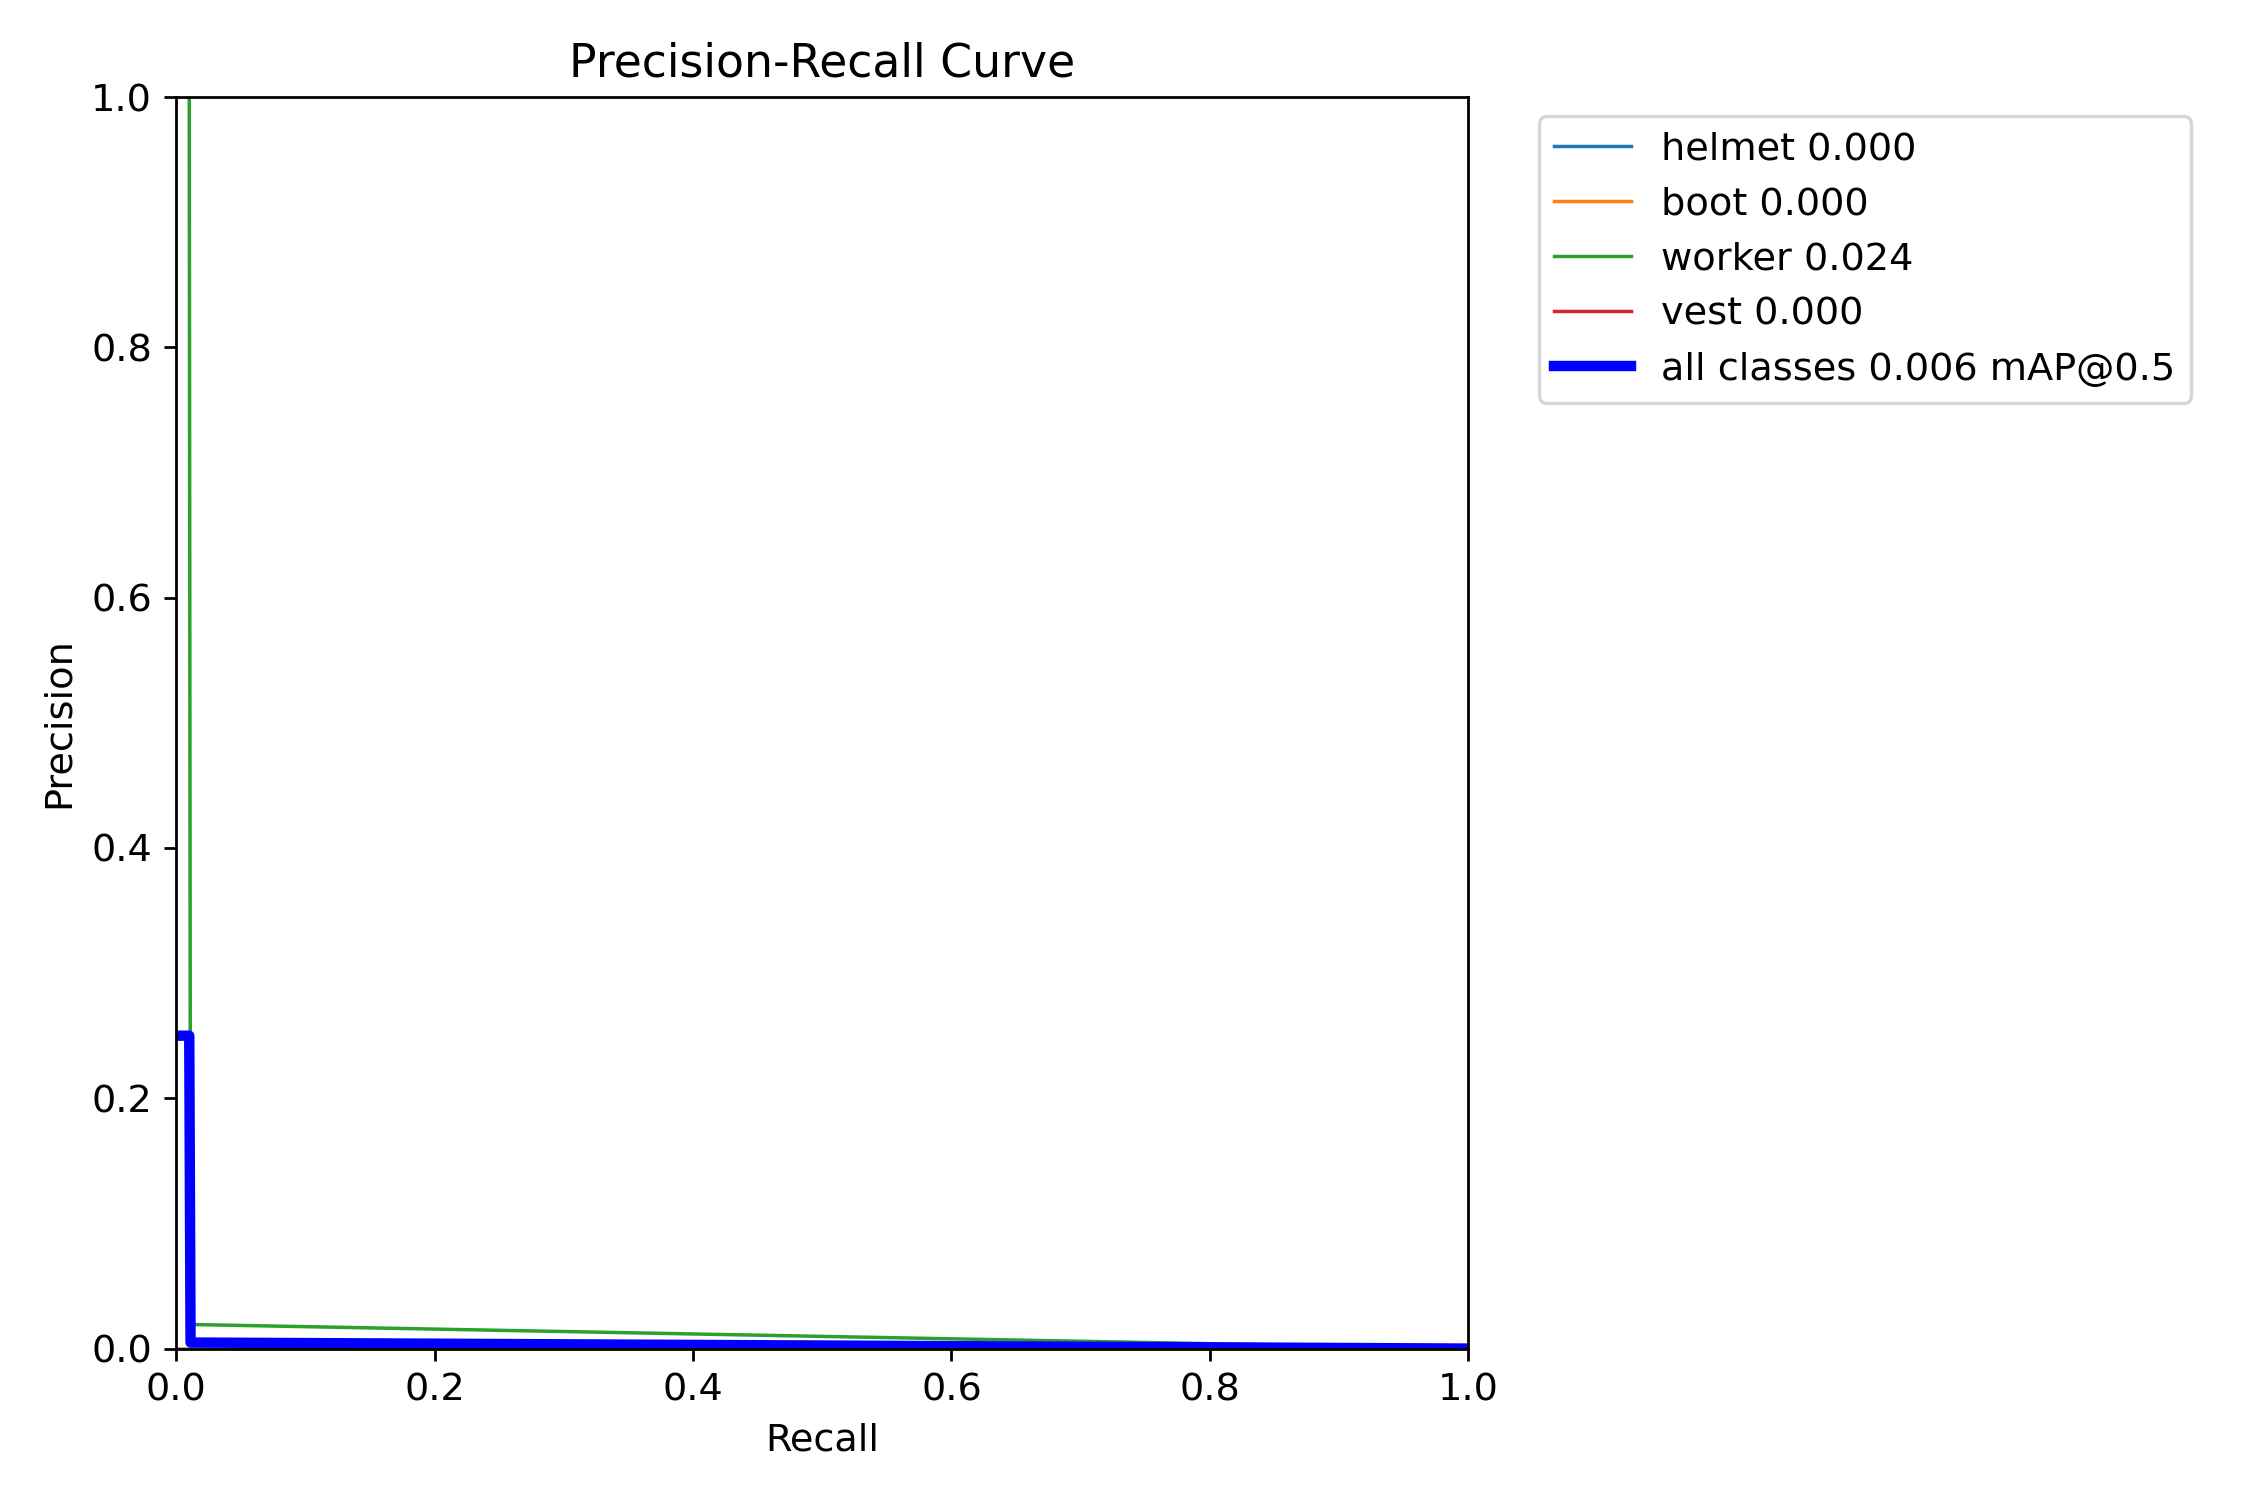 Precision-Recall Curve
1.0
0.8
0.6
0.4
0.2
0.0
Precision
0.0 0.2 0.4 0.6 0.8 1.0
Recall
helmet 0.000
boot 0.000
worker 0.024
vest 0.000
all classes 0.006 mAP@0.5